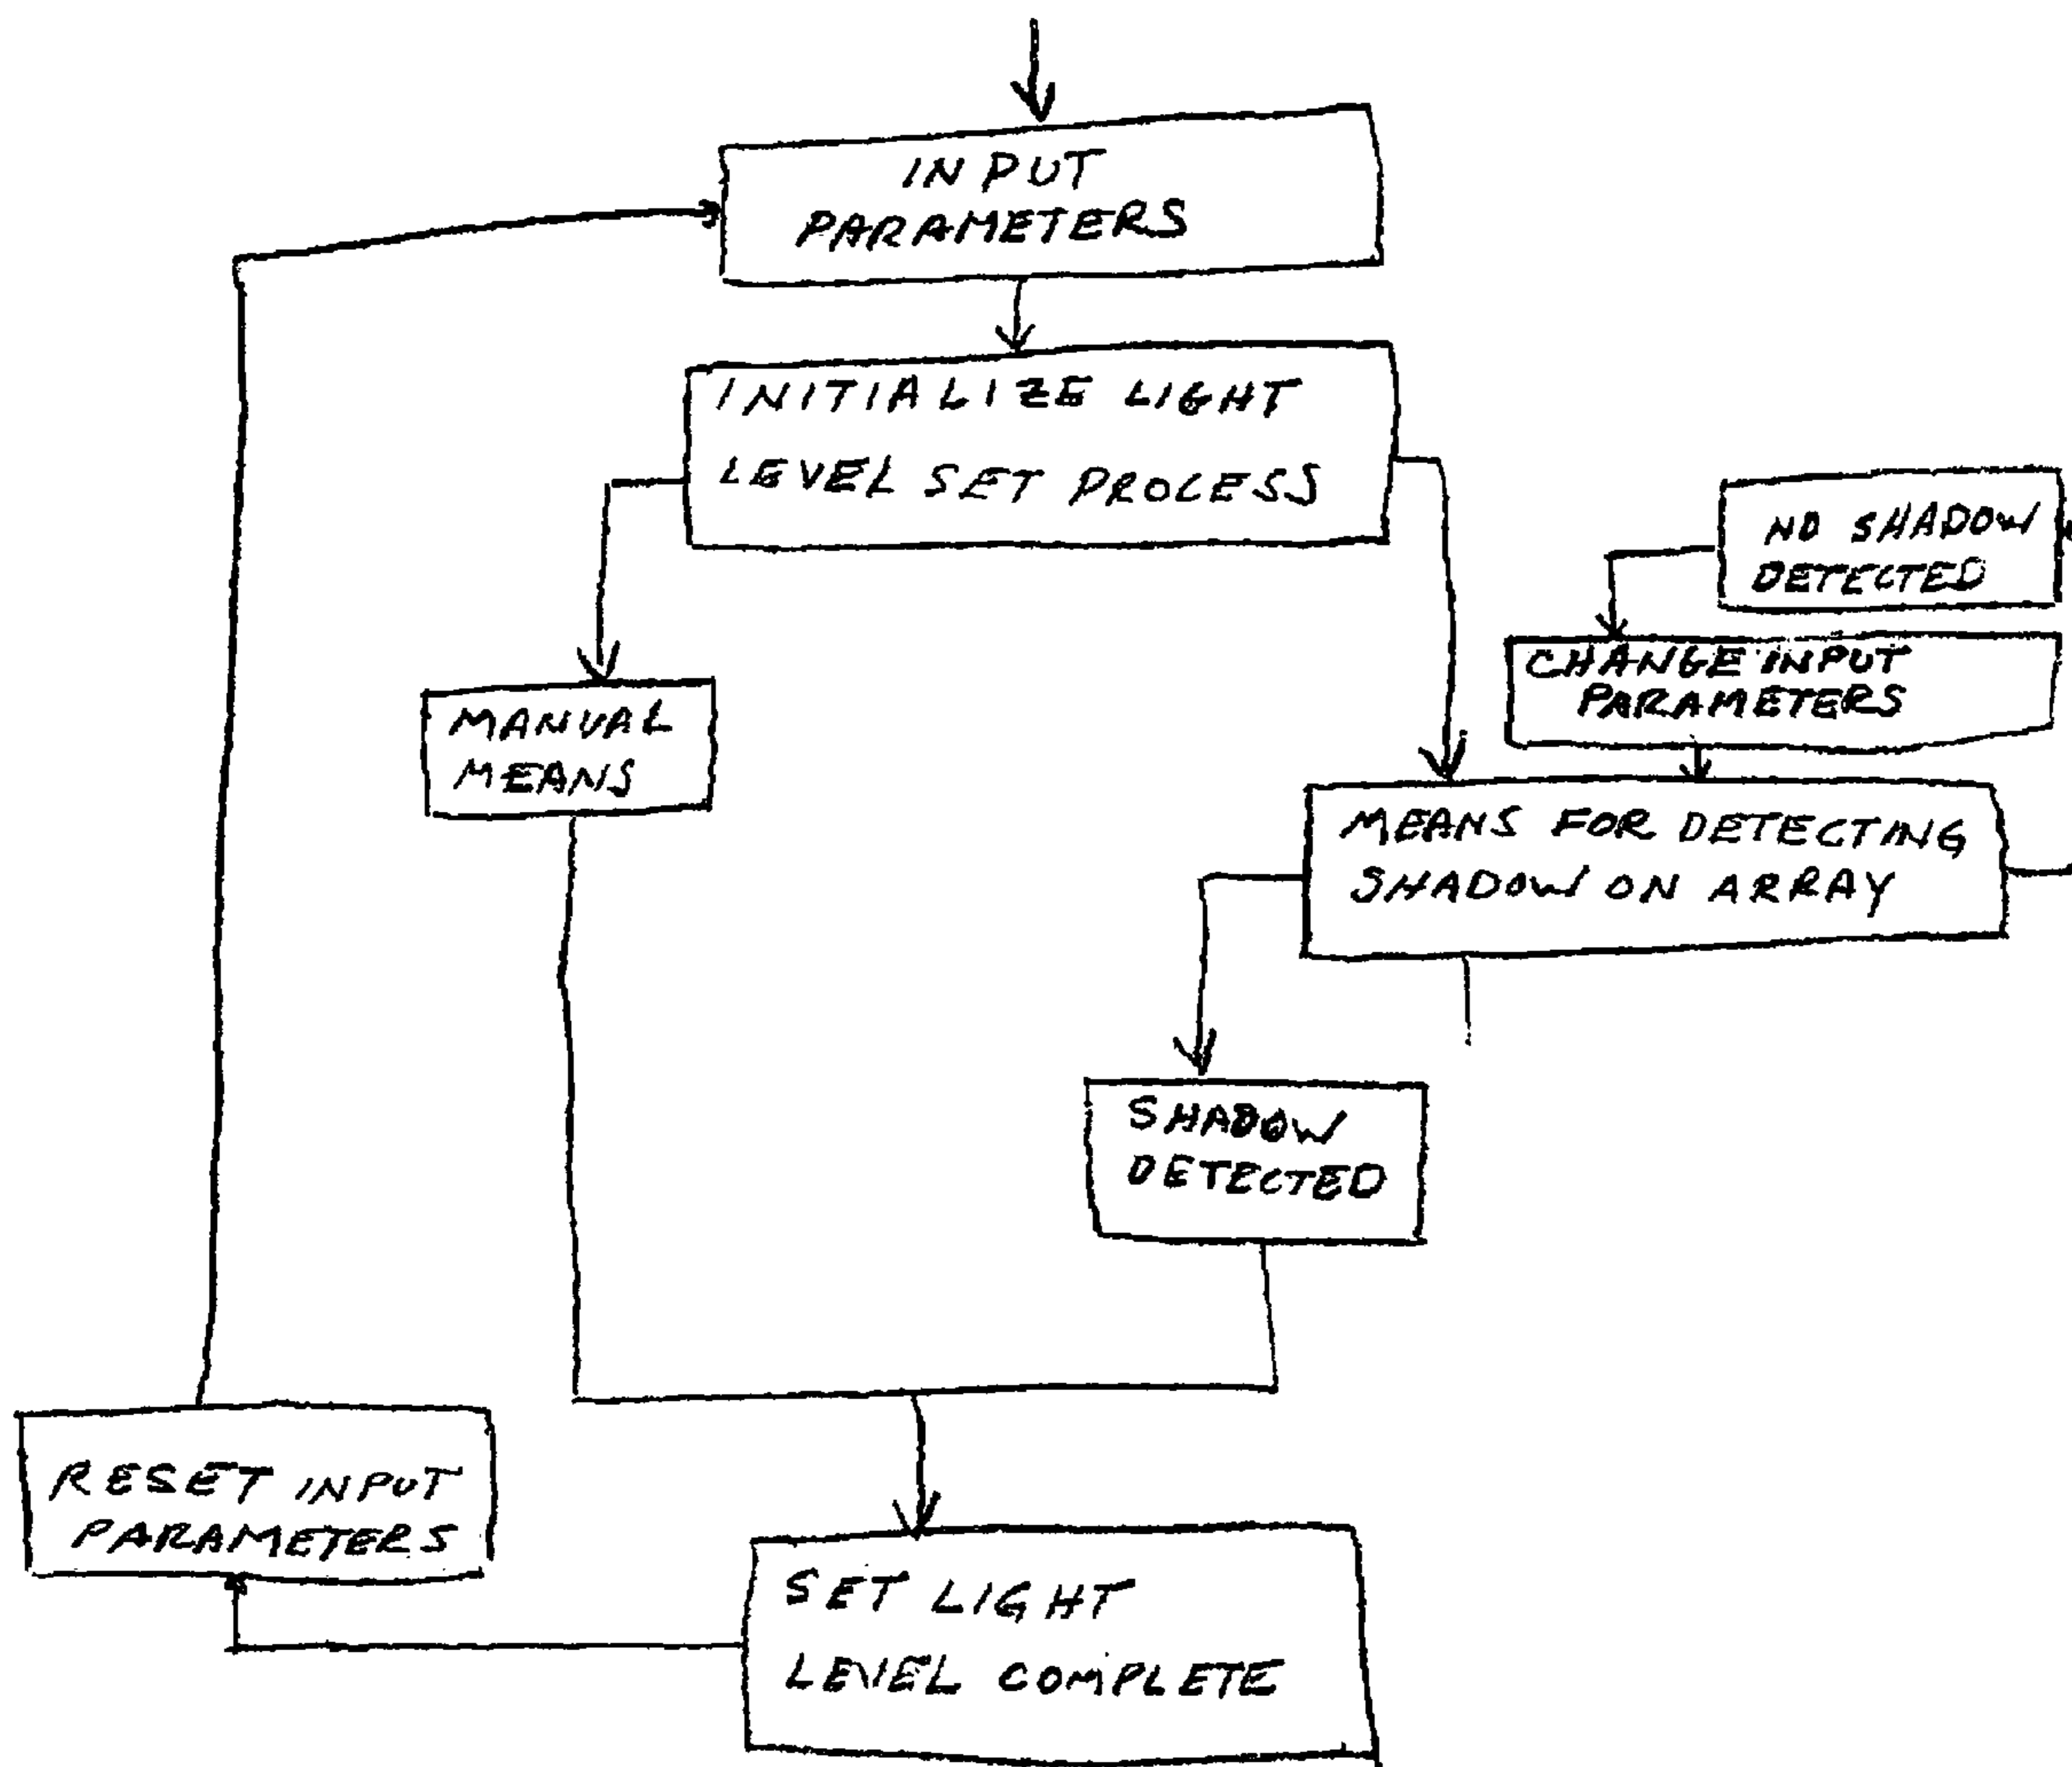 INPUT
PARAMETERS
INITIALIZE LIGHT
LEVEL SET PROCESS
NO SHADOW
DETECTED
CHANGE INPUT
PARAMETERS
MANUAL
MEANS
MEANS FOR DETECTING
SHADOW ON ARRAY
SHADOW
DETECTED
RESET INPUT
PARAMETERS
SET LIGHT
LEVEL COMPLETE